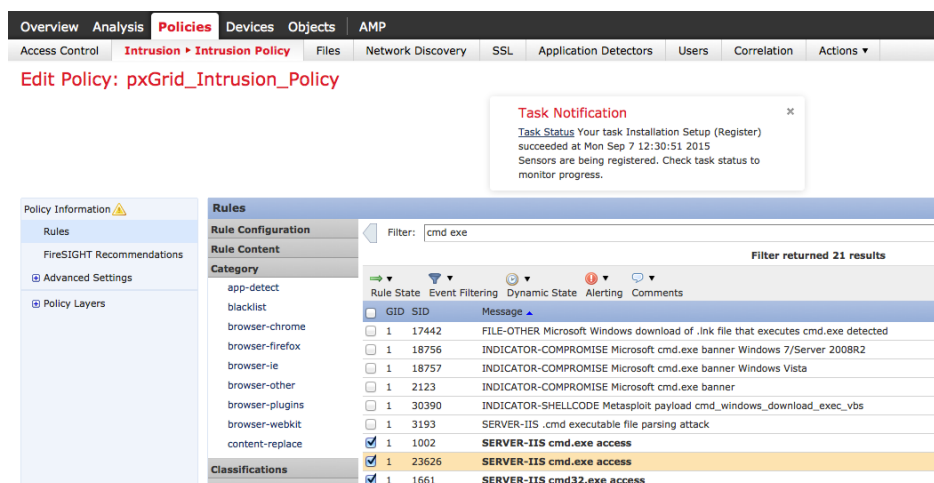 Overview Analysis Policies Devices Objects AMP
Access Control Intrusion ▸ Intrusion Policy Files Network Discovery SSL Application Detectors Users Correlation Actions ▼
Edit Policy: pxGrid_Intrusion_Policy
Task Notification ×
Task Status Your task Installation Setup (Register)
succeeded at Mon Sep 7 12:30:51 2015
Sensors are being registered. Check task status to
monitor progress.
Policy Information
Rules
FireSIGHT Recommendations
Advanced Settings
Policy Layers
Rules
Rule Configuration
Rule Content
Category
app-detect
blacklist
browser-chrome
browser-firefox
browser-ie
browser-other
browser-plugins
browser-webkit
content-replace
Classifications
Filter: cmd exe
Filter returned 21 results
Rule State Event Filtering Dynamic State Alerting Comments
GID SID Message ▲
1 17442 FILE-OTHER Microsoft Windows download of .lnk file that executes cmd.exe detected
1 18756 INDICATOR-COMPROMISE Microsoft cmd.exe banner Windows 7/Server 2008R2
1 18757 INDICATOR-COMPROMISE Microsoft cmd.exe banner Windows Vista
1 2123 INDICATOR-COMPROMISE Microsoft cmd.exe banner
1 30390 INDICATOR-SHELLCODE Metasploit payload cmd_windows_download_exec_vbs
1 3193 SERVER-IIS .cmd executable file parsing attack
1 1002 SERVER-IIS cmd.exe access
1 23626 SERVER-IIS cmd.exe access
1 1661 SERVER-IIS cmd32.exe access